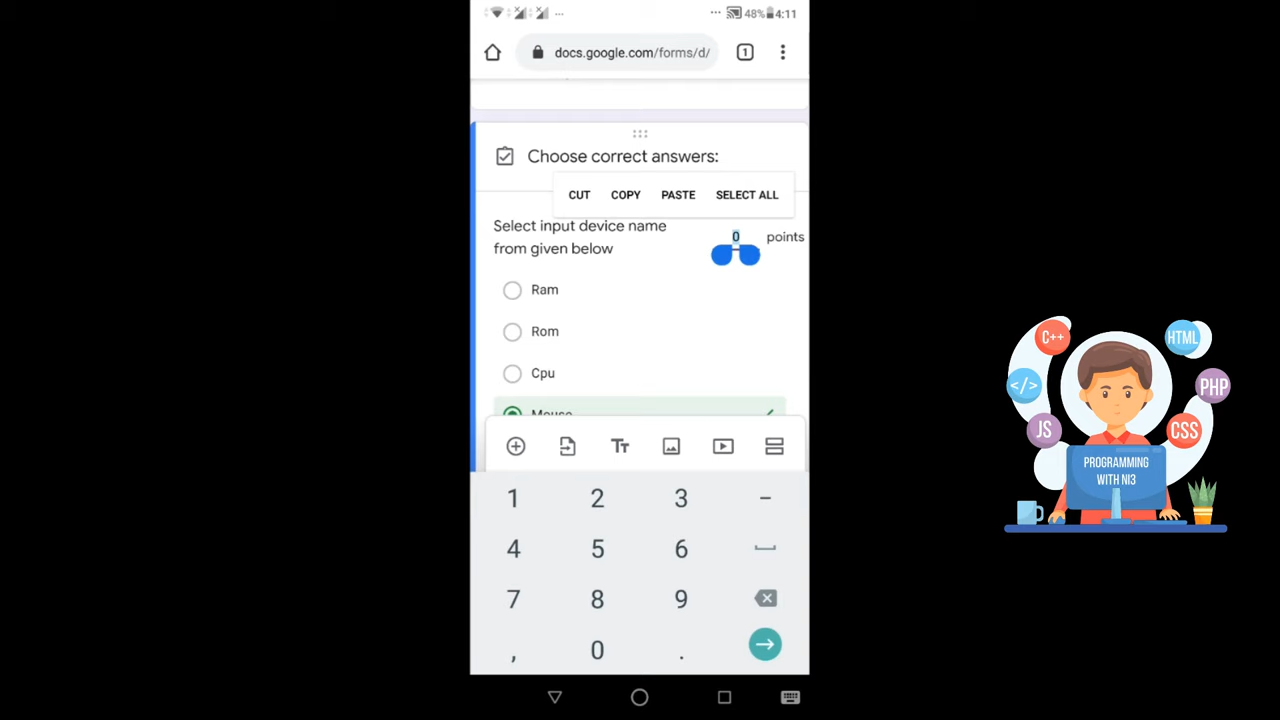 48% 4:11
docs.google.com/forms/d/ 1
Choose correct answers:
CUT COPY PASTE SELECT ALL
Select input device name
from given below
0 points
Ram
Rom
Cpu
Mouse
Tт
1 2 3 -
4 5 6
7 8 9
, 0 .
C++ HTML
</> PHP
JS CSS
PROGRAMMING
WITH NI3